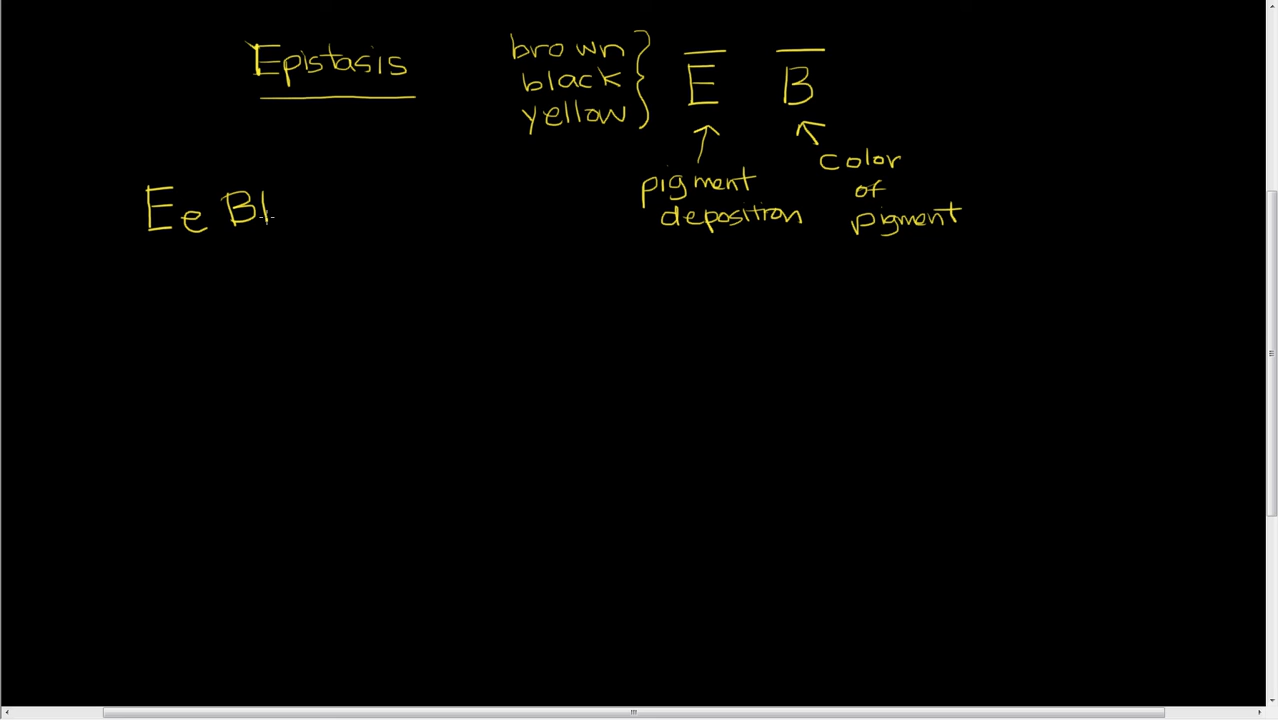 Epistasis
brown
black
yellow
E B
pigment
deposition
color
of
pigment
Ee B